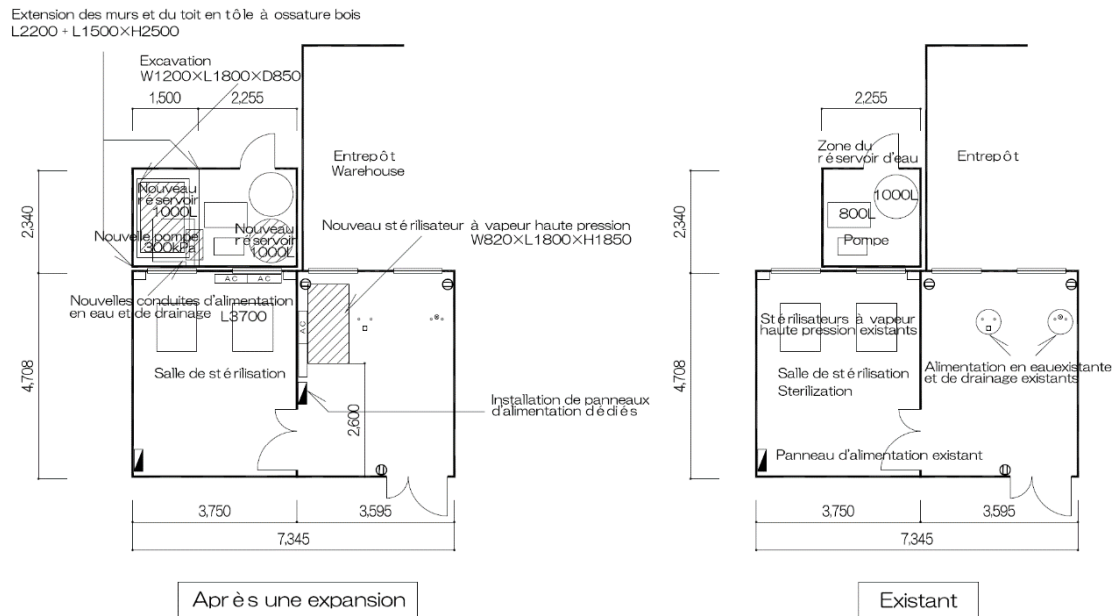 Extension des murs et du toit en tôle à ossature bois
L2200 + L1500×H2500
Excavation
W1200×L1800×D850
1,500
2,255
Entrepôt
Warehouse
Nouveau
réservoir
1000L
Nouvelle pompe
300kPa
Nouveau
réservoir
1000L
Nouveau stérilisateur à vapeur haute pression
W820×L1800×H1850
2,340
AC
AC
Nouvelles conduites d'alimentation
en eau et de drainage
L3700
AC
4,708
Salle de stérilisation
Installation de panneaux
d'alimentation dédiés
2,600
3,750
3,595
7,345
Après une expansion
2,255
Zone du
réservoir d'eau
Entrepôt
1000L
800L
Pompe
2,340
Stérilisateurs à vapeur
haute pression existants
Alimentation en eauexistante
et de drainage existants
4,708
Salle de stérilisation
Sterilization
Panneau d'alimentation existant
3,750
3,595
7,345
Existant